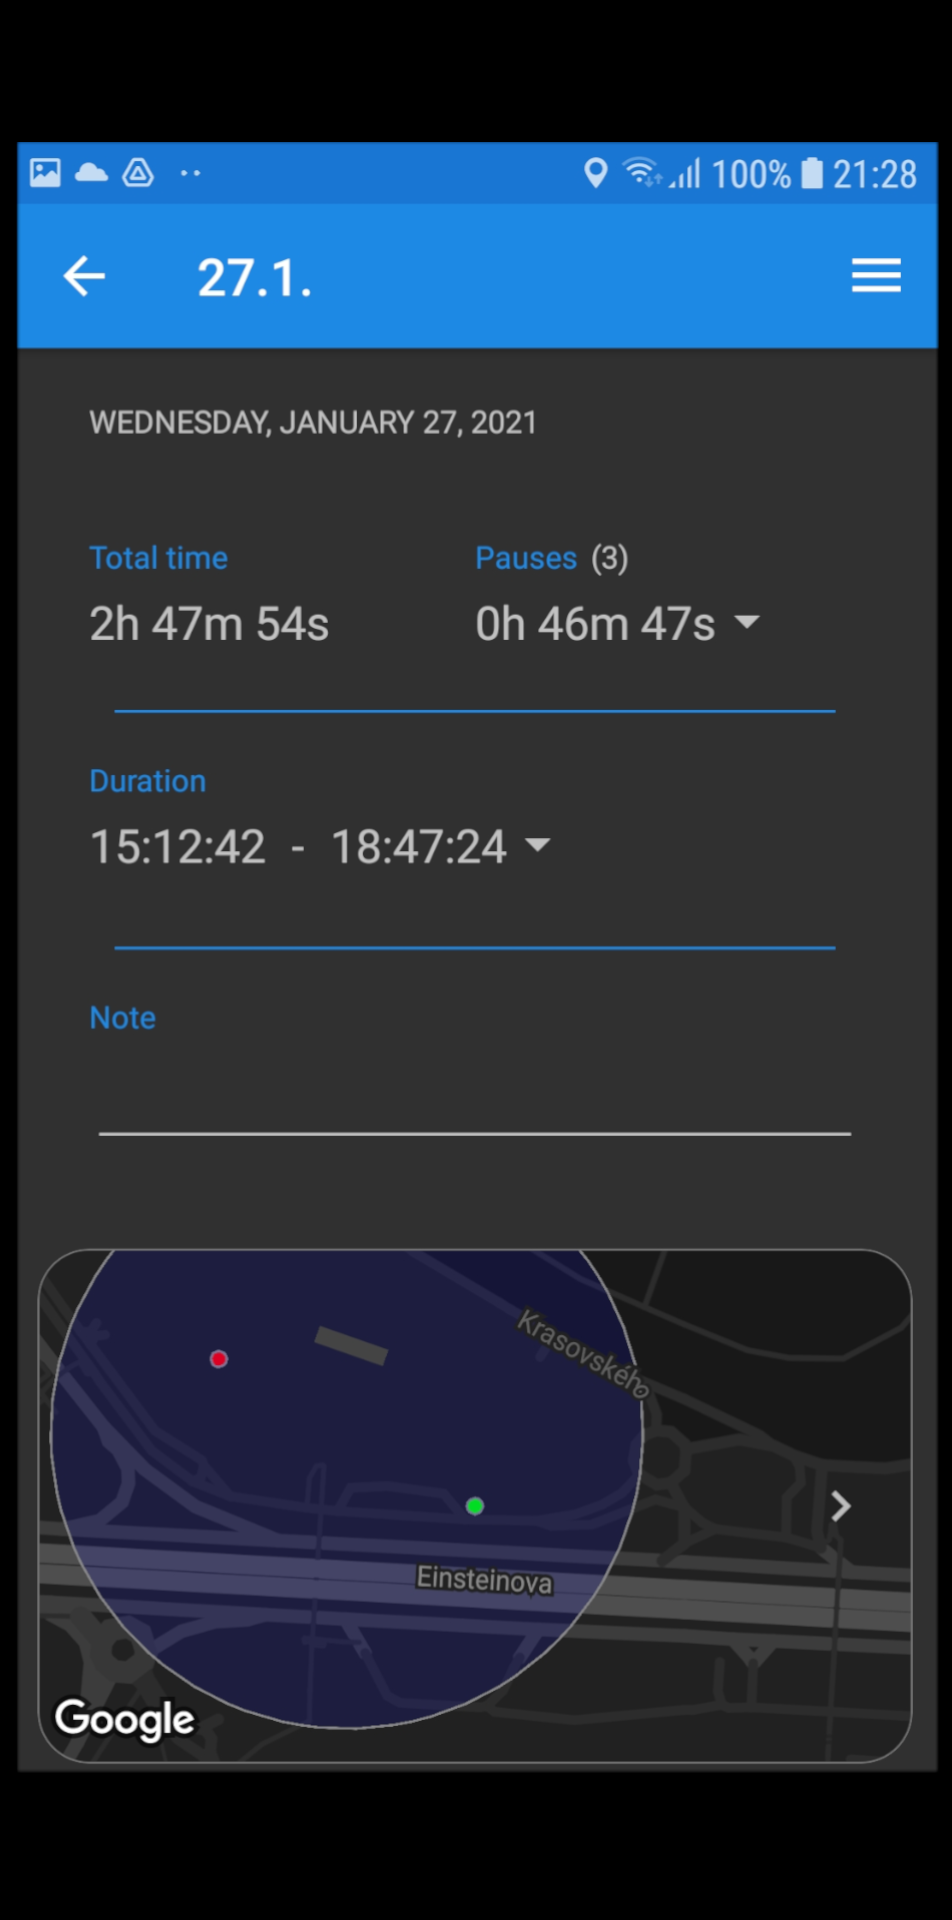 100% 21:28
27.1.
WEDNESDAY, JANUARY 27, 2021
Total time Pauses (3)
2h 47m 54s 0h 46m 47s
Duration
15:12:42 - 18:47:24
Note
Krasovského
Einsteinova
Google